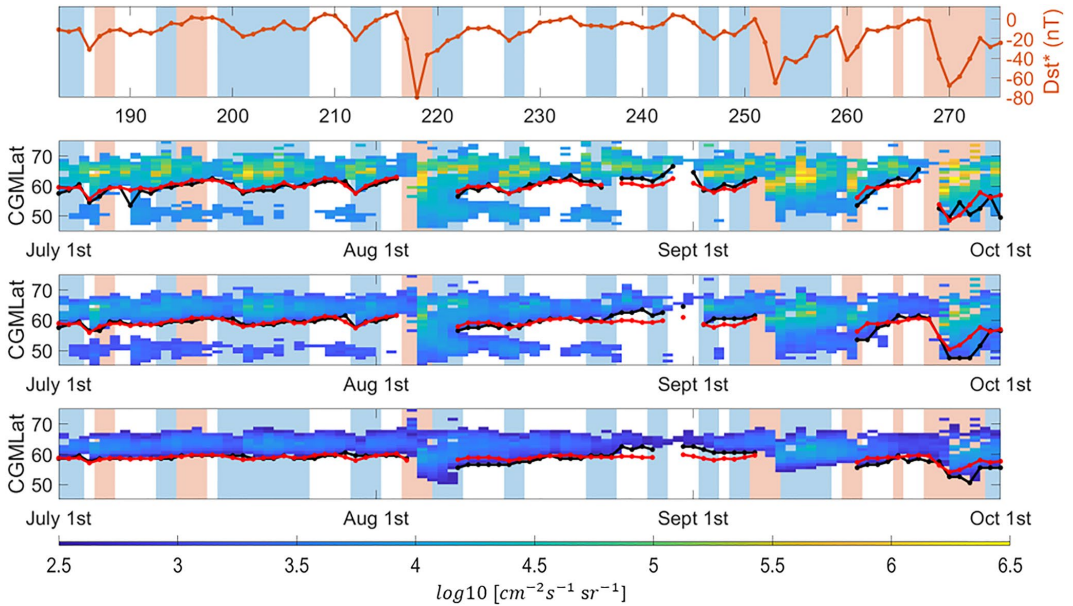 0
-20
-40
-60
-80
Dst* (nT)
190 200 210 220 230 240 250 260 270
CGMLat
70
60
50
July 1st Aug 1st Sept 1st Oct 1st
CGMLat
70
60
50
July 1st Aug 1st Sept 1st Oct 1st
CGMLat
70
60
50
July 1st Aug 1st Sept 1st Oct 1st
2.5 3 3.5 4 4.5 5 5.5 6 6.5
log10 [cm⁻²s⁻¹ sr⁻¹]